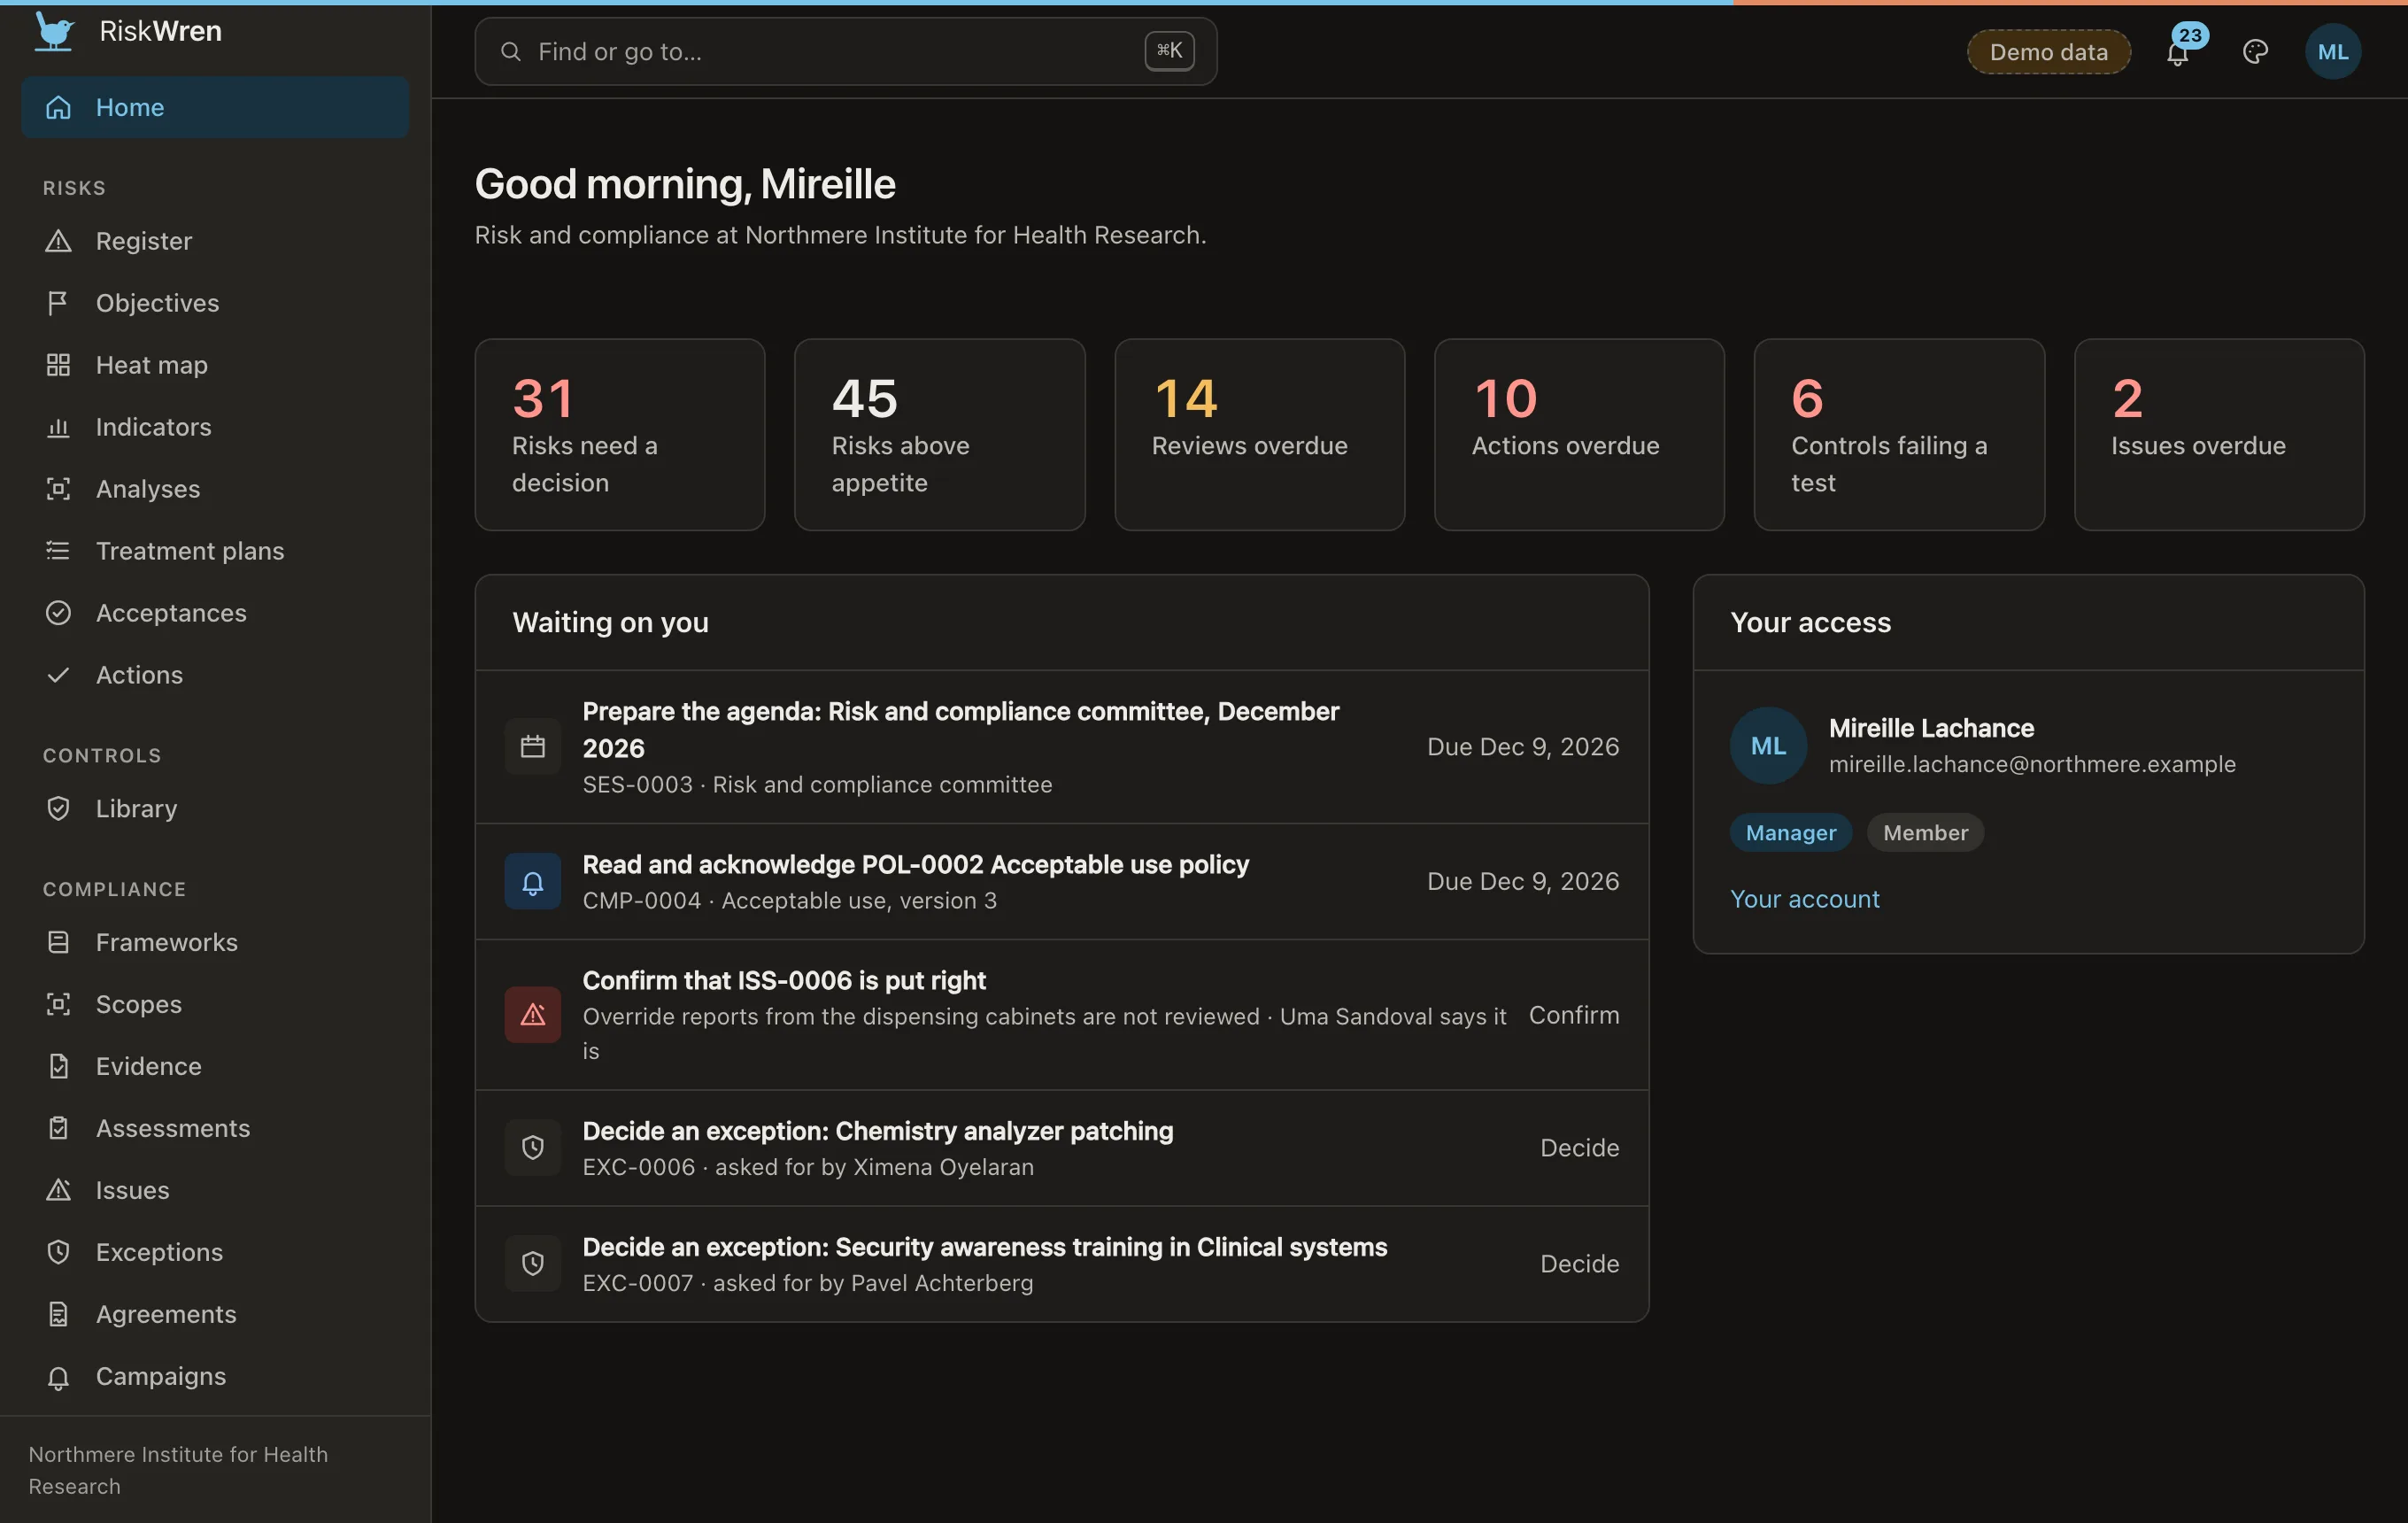 RiskWren
Find or go to...
⌘K
Demo data
23
ML
Home
RISKS
Register
Objectives
Heat map
Indicators
Analyses
Treatment plans
Acceptances
Actions
CONTROLS
Library
COMPLIANCE
Frameworks
Scopes
Evidence
Assessments
Issues
Exceptions
Agreements
Campaigns
Northmere Institute for Health
Research
Good morning, Mireille
Risk and compliance at Northmere Institute for Health Research.
31
Risks need a
decision
45
Risks above
appetite
14
Reviews overdue
10
Actions overdue
6
Controls failing a
test
2
Issues overdue
Waiting on you
Prepare the agenda: Risk and compliance committee, December
2026
SES-0003 · Risk and compliance committee
Due Dec 9, 2026
Read and acknowledge POL-0002 Acceptable use policy
CMP-0004 · Acceptable use, version 3
Due Dec 9, 2026
Confirm that ISS-0006 is put right
Override reports from the dispensing cabinets are not reviewed · Uma Sandoval says it
is
Confirm
Decide an exception: Chemistry analyzer patching
EXC-0006 · asked for by Ximena Oyelaran
Decide
Decide an exception: Security awareness training in Clinical systems
EXC-0007 · asked for by Pavel Achterberg
Decide
Your access
ML
Mireille Lachance
mireille.lachance@northmere.example
Manager
Member
Your account